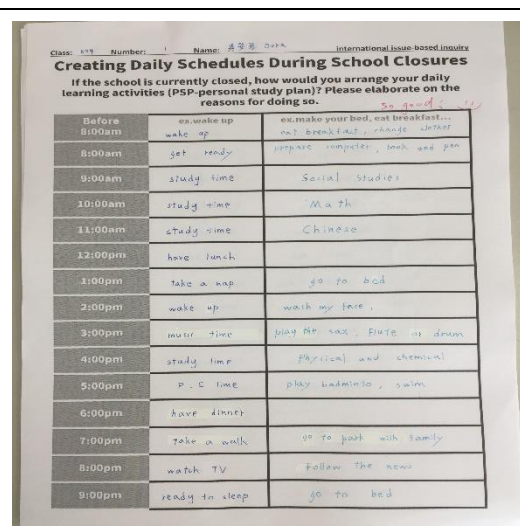 Class: Number: 1 Name: Cora international issue-based inquiry
Creating Daily Schedules During School Closures
If the school is currently closed, how would you arrange your daily
learning activities (PSP-personal study plan)? Please elaborate on the
reasons for doing so.
So good!
Before 8:00am ex.wake up wake up ex.make your bed, eat breakfast... eat breakfast, change clothes
8:00am get ready prepare computer, book and pen
9:00am study time Social Studies
10:00am study time Math
11:00am study time Chinese
12:00pm have lunch
1:00pm Take a nap go to bed
2:00pm wake up wash my face,
3:00pm music time play the sax, Flute or drum
4:00pm study time Physical and chemical
5:00pm P.E time play badminto, swim
6:00pm have dinner
7:00pm Take a walk go to park with family
8:00pm watch TV Follow the news
9:00pm ready to sleep go to bed